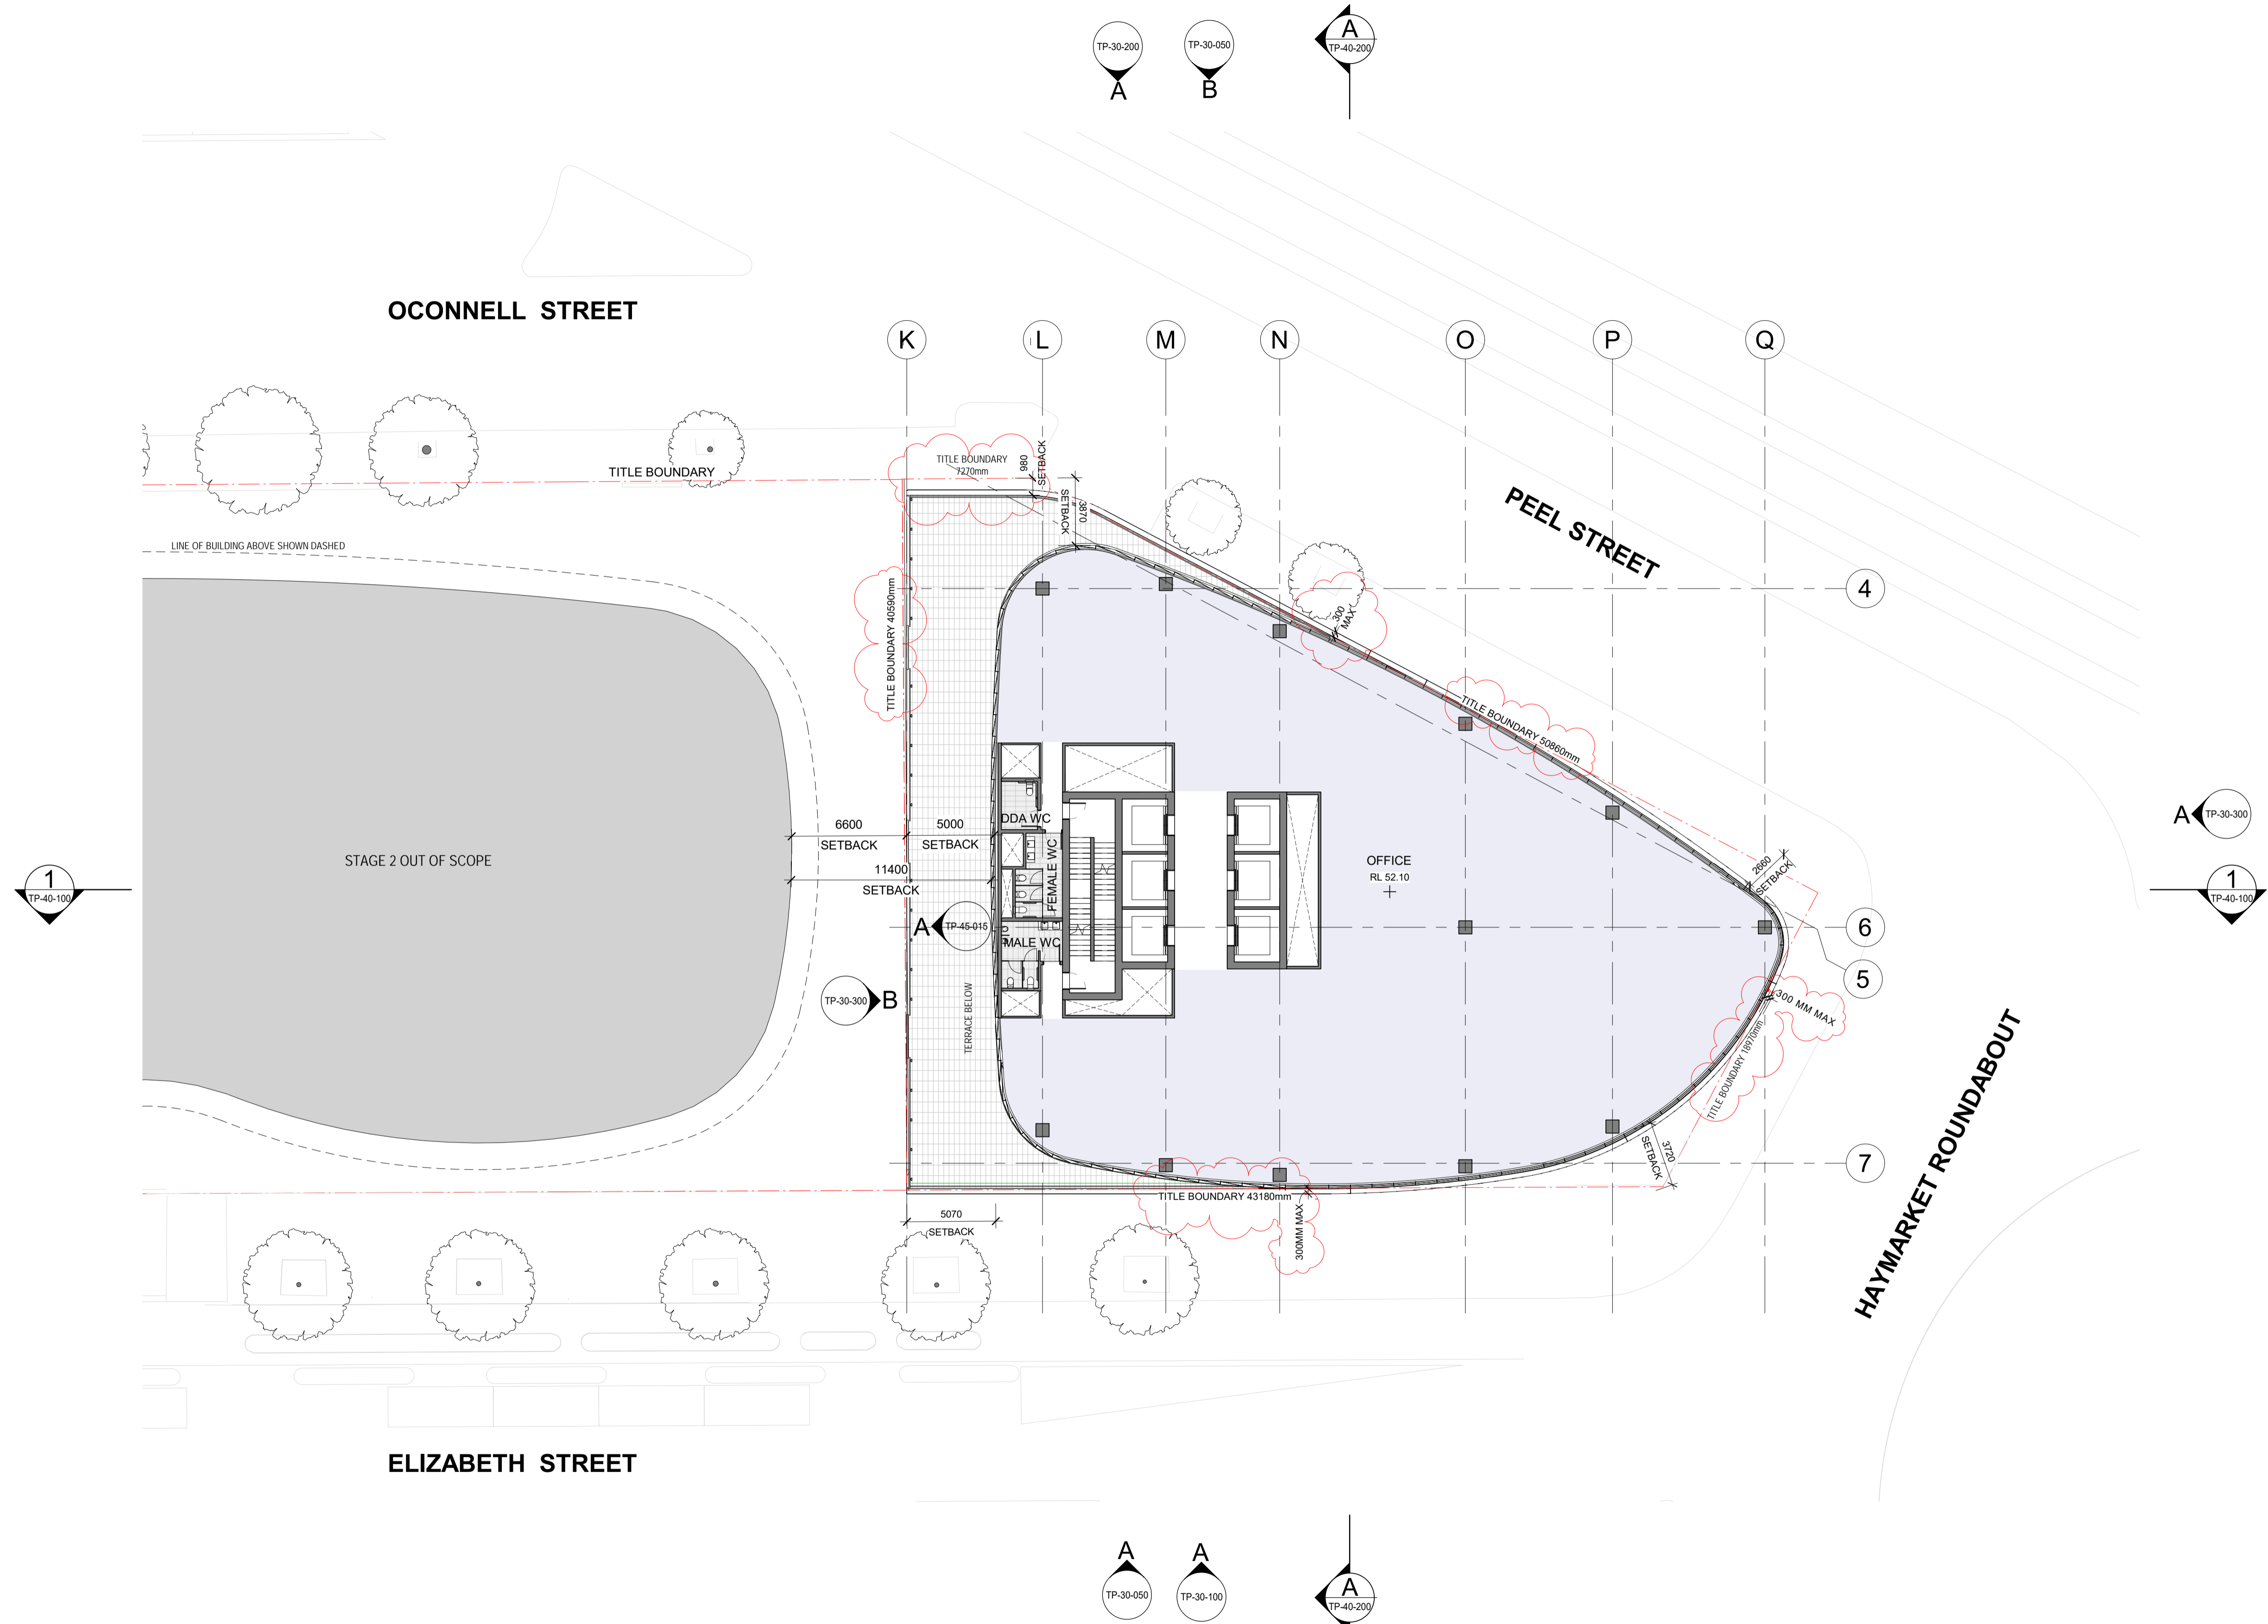 TP-30-200
A
TP-30-050
B
A
TP-40-200
OCONNELL STREET
K
L
M
N
O
P
Q
TITLE BOUNDARY
TITLE BOUNDARY
7270mm
980
SETBACK
3870
SETBACK
PEEL STREET
LINE OF BUILDING ABOVE SHOWN DASHED
4
TITLE BOUNDARY 40590mm
300
MAX
TITLE BOUNDARY 50860mm
6600
SETBACK
5000
SETBACK
11400
SETBACK
STAGE 2 OUT OF SCOPE
DDA WC
FEMALE WC
MALE WC
OFFICE
RL 52.10
2660
SETBACK
A
TP-30-300
1
TP-40-100
1
TP-40-100
A
TP-45-015
6
5
TP-30-300
B
TERRACE BELOW
300 MM MAX
TITLE BOUNDARY 18970mm
HAYMARKET ROUNDABOUT
3720
SETBACK
7
TITLE BOUNDARY 43180mm
300MM MAX
5070
SETBACK
ELIZABETH STREET
A
TP-30-050
A
TP-30-100
A
TP-40-200